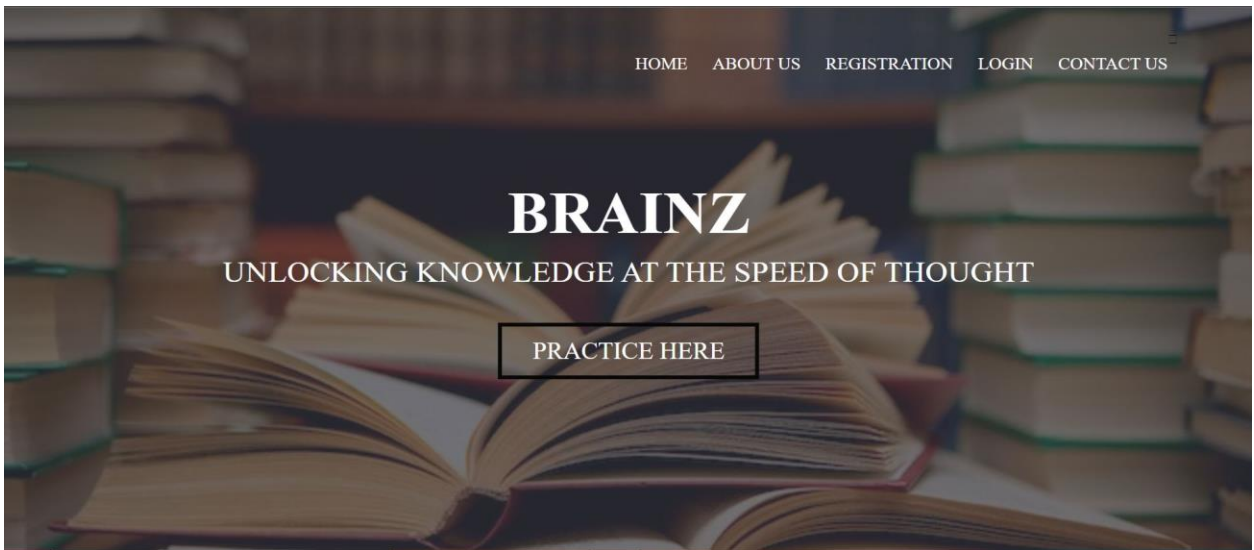 HOME ABOUT US REGISTRATION LOGIN CONTACT US
BRAINZ
UNLOCKING KNOWLEDGE AT THE SPEED OF THOUGHT
PRACTICE HERE